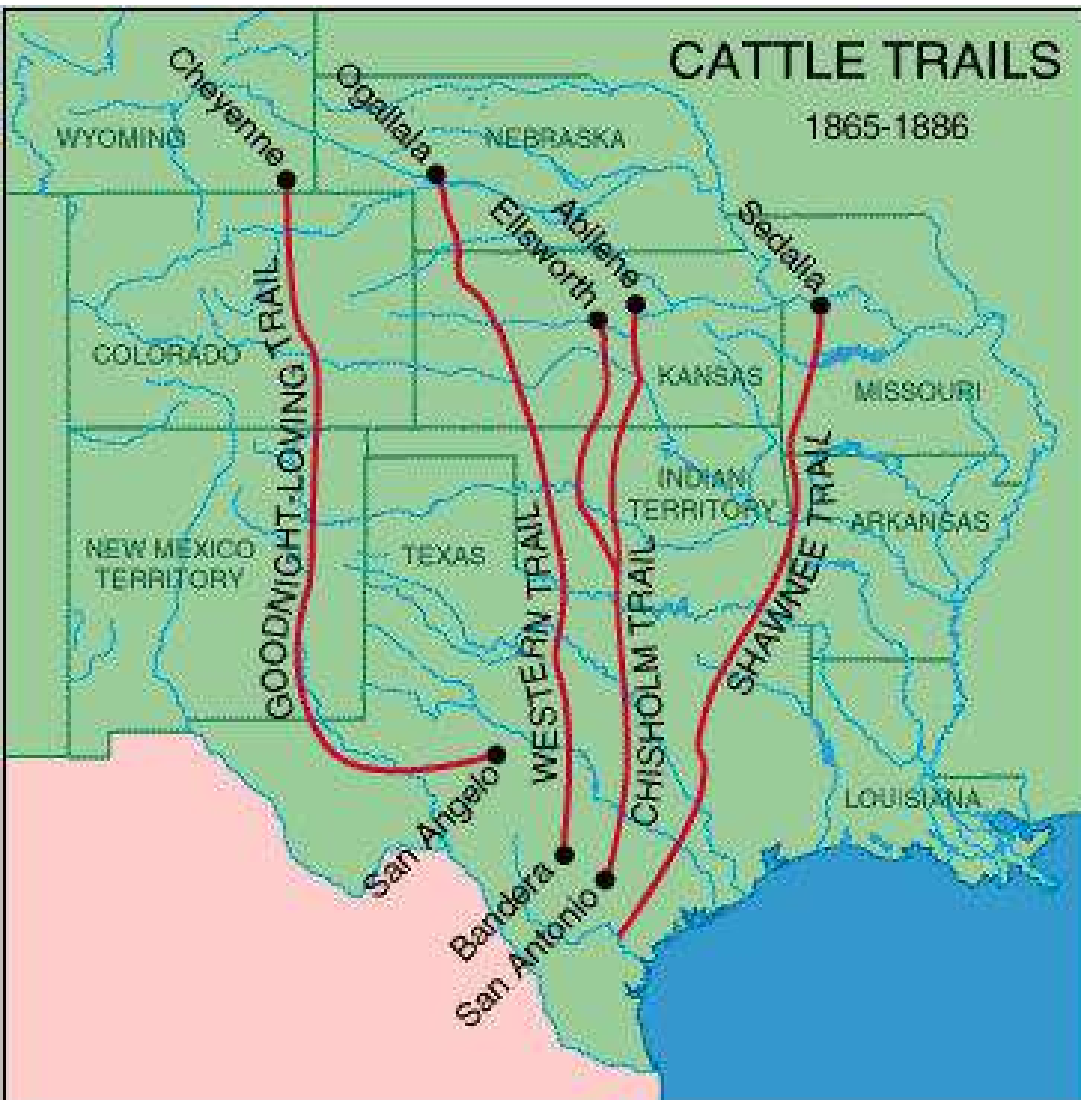 CATTLE TRAILS
1865-1886
Cheyenne
Ogallala
WYOMING
NEBRASKA
Ellsworth
Abilene
Sedalia
COLORADO
KANSAS
MISSOURI
GOODNIGHT-LOVING TRAIL
INDIAN
TERRITORY
ARKANSAS
NEW MEXICO
TERRITORY
TEXAS
WESTERN TRAIL
CHISHOLM TRAIL
SHAWNEE TRAIL
LOUISIANA
San Angelo
Bandera
San Antonio